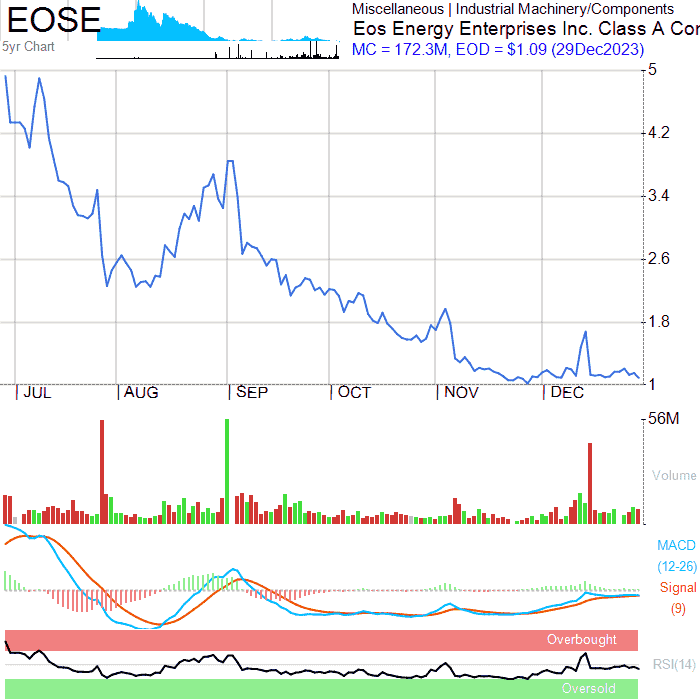 EOSE
5yr Chart
Miscellaneous | Industrial Machinery/Components
Eos Energy Enterprises Inc. Class A Cor
MC = 172.3M, EOD = $1.09 (29Dec2023)
5
4.2
3.4
2.6
1.8
1
JUL AUG SEP OCT NOV DEC
56M
Volume
MACD
(12-26)
Signal
(9)
Overbought
RSI(14)
Oversold